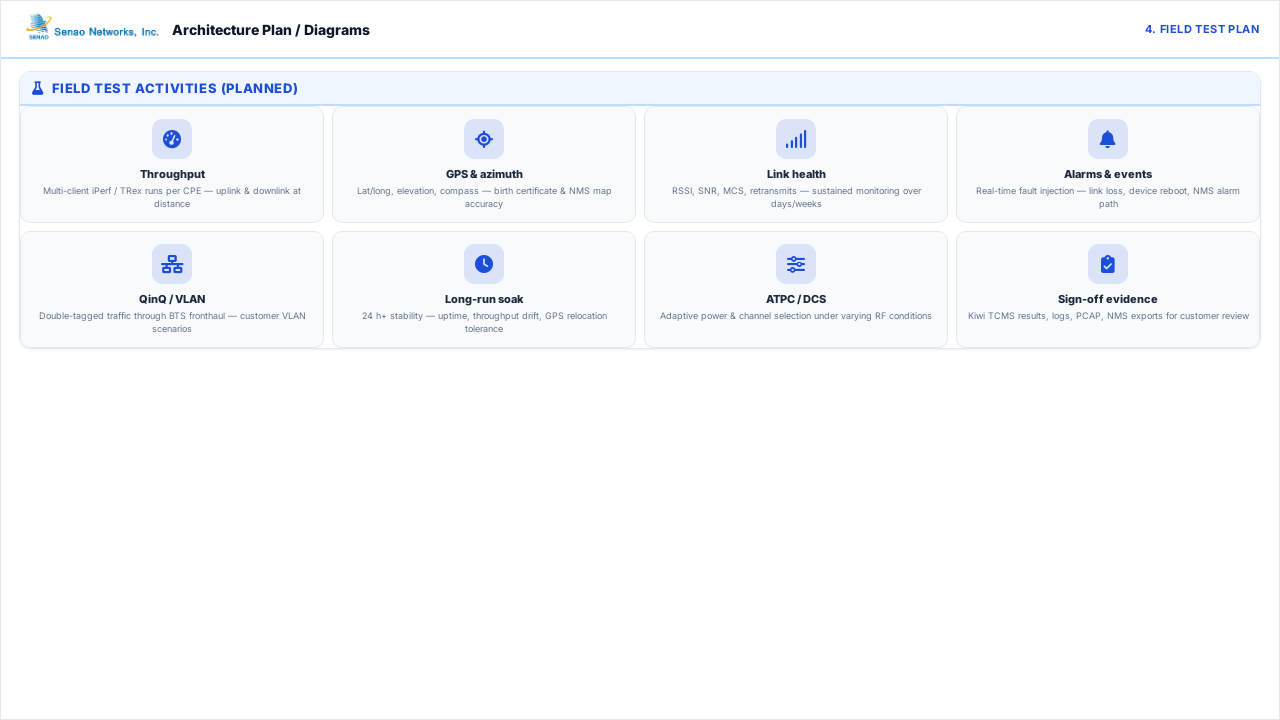 SENAO
Senao Networks, Inc.
Architecture Plan / Diagrams
4. FIELD TEST PLAN
FIELD TEST ACTIVITIES (PLANNED)
Throughput
Multi-client iPerf / TRex runs per CPE — uplink & downlink at
distance
GPS & azimuth
Lat/long, elevation, compass — birth certificate & NMS map
accuracy
Link health
RSSI, SNR, MCS, retransmits — sustained monitoring over
days/weeks
Alarms & events
Real-time fault injection — link loss, device reboot, NMS alarm
path
QinQ / VLAN
Double-tagged traffic through BTS fronthaul — customer VLAN
scenarios
Long-run soak
24 h+ stability — uptime, throughput drift, GPS relocation
tolerance
ATPC / DCS
Adaptive power & channel selection under varying RF conditions
Sign-off evidence
Kiwi TCMS results, logs, PCAP, NMS exports for customer review